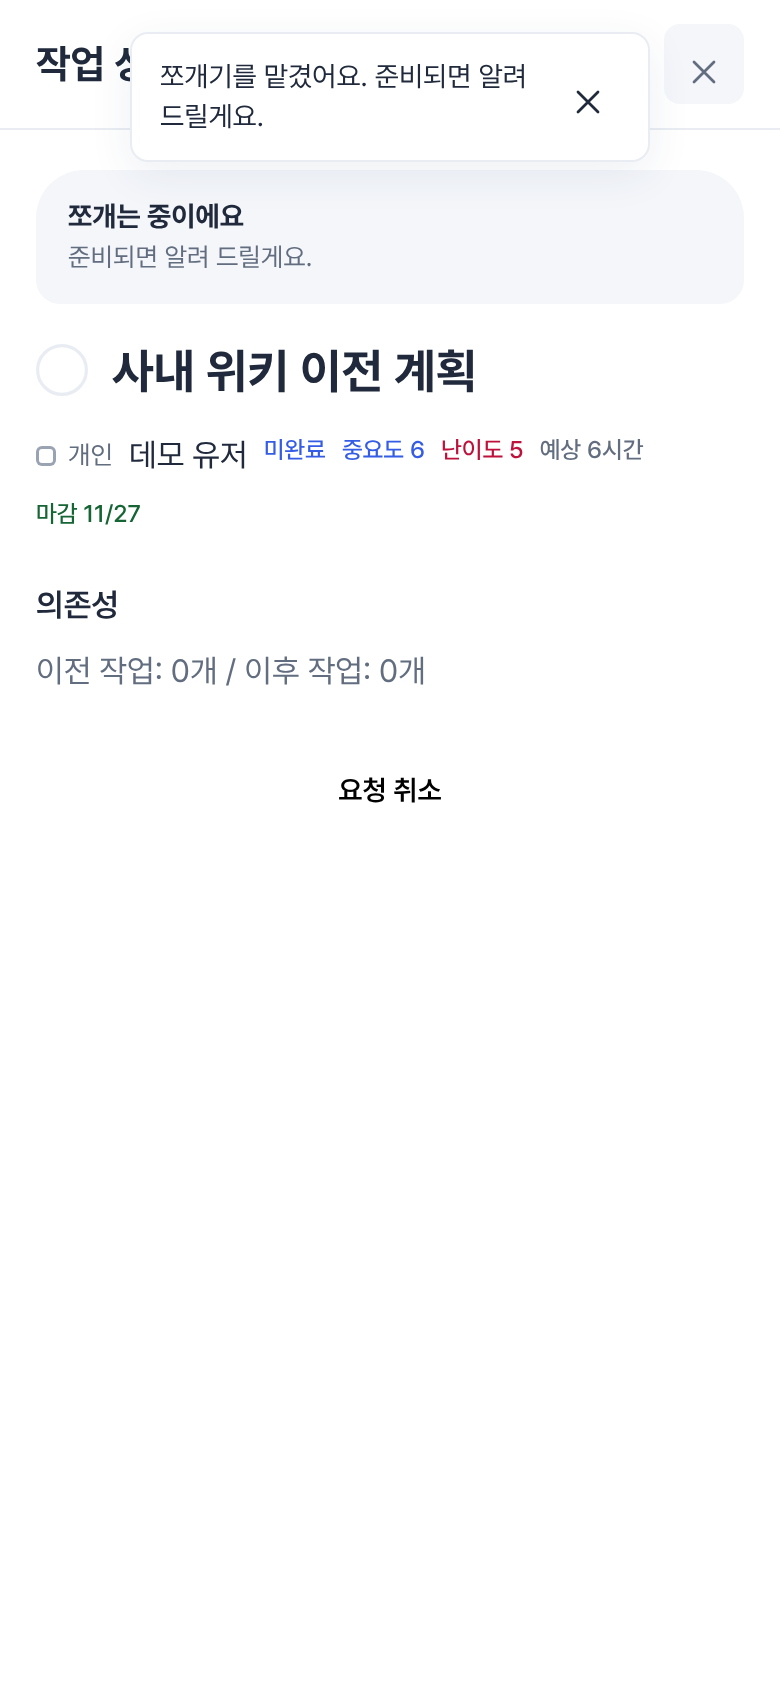 작업
쪼개기를 맡겼어요. 준비되면 알려
드릴게요.
쪼개는 중이에요
준비되면 알려 드릴게요.
사내 위키 이전 계획
개인 데모 유저 미완료 중요도 6 난이도 5 예상 6시간
마감 11/27
의존성
이전 작업: 0개 / 이후 작업: 0개
요청 취소